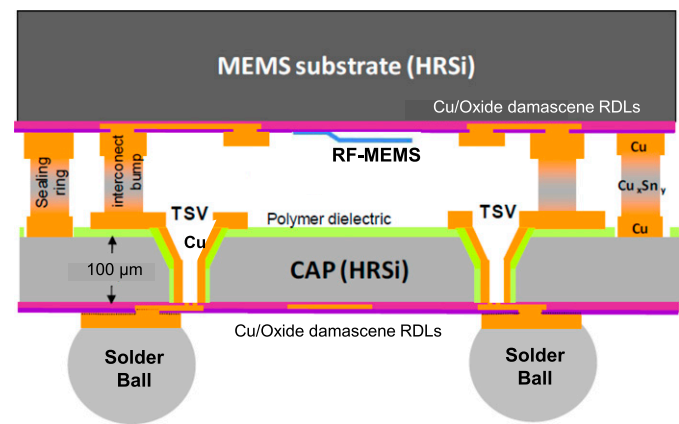 MEMS substrate (HRSi)
Cu/Oxide damascene RDLs
RF-MEMS
Sealing
ring
interconect
bump
Cu
CuxSny
Cu
TSV
Cu
Polymer dielectric
TSV
100 µm
CAP (HRSi)
Cu/Oxide damascene RDLs
Solder
Ball
Solder
Ball